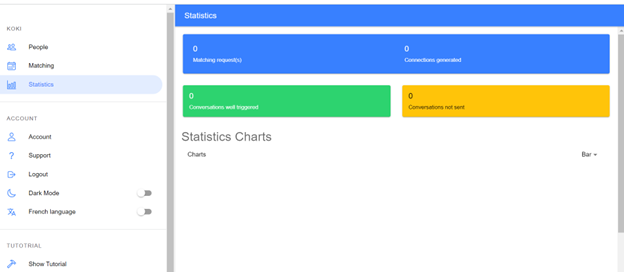 KOKI
People
Matching
Statistics
ACCOUNT
Account
Support
Logout
Dark Mode
French language
TUTOTRIAL
Show Tutorial
Statistics
0
Matching request(s)
0
Connections generated
0
Conversations well triggered
0
Conversations not sent
Statistics Charts
Charts
Bar